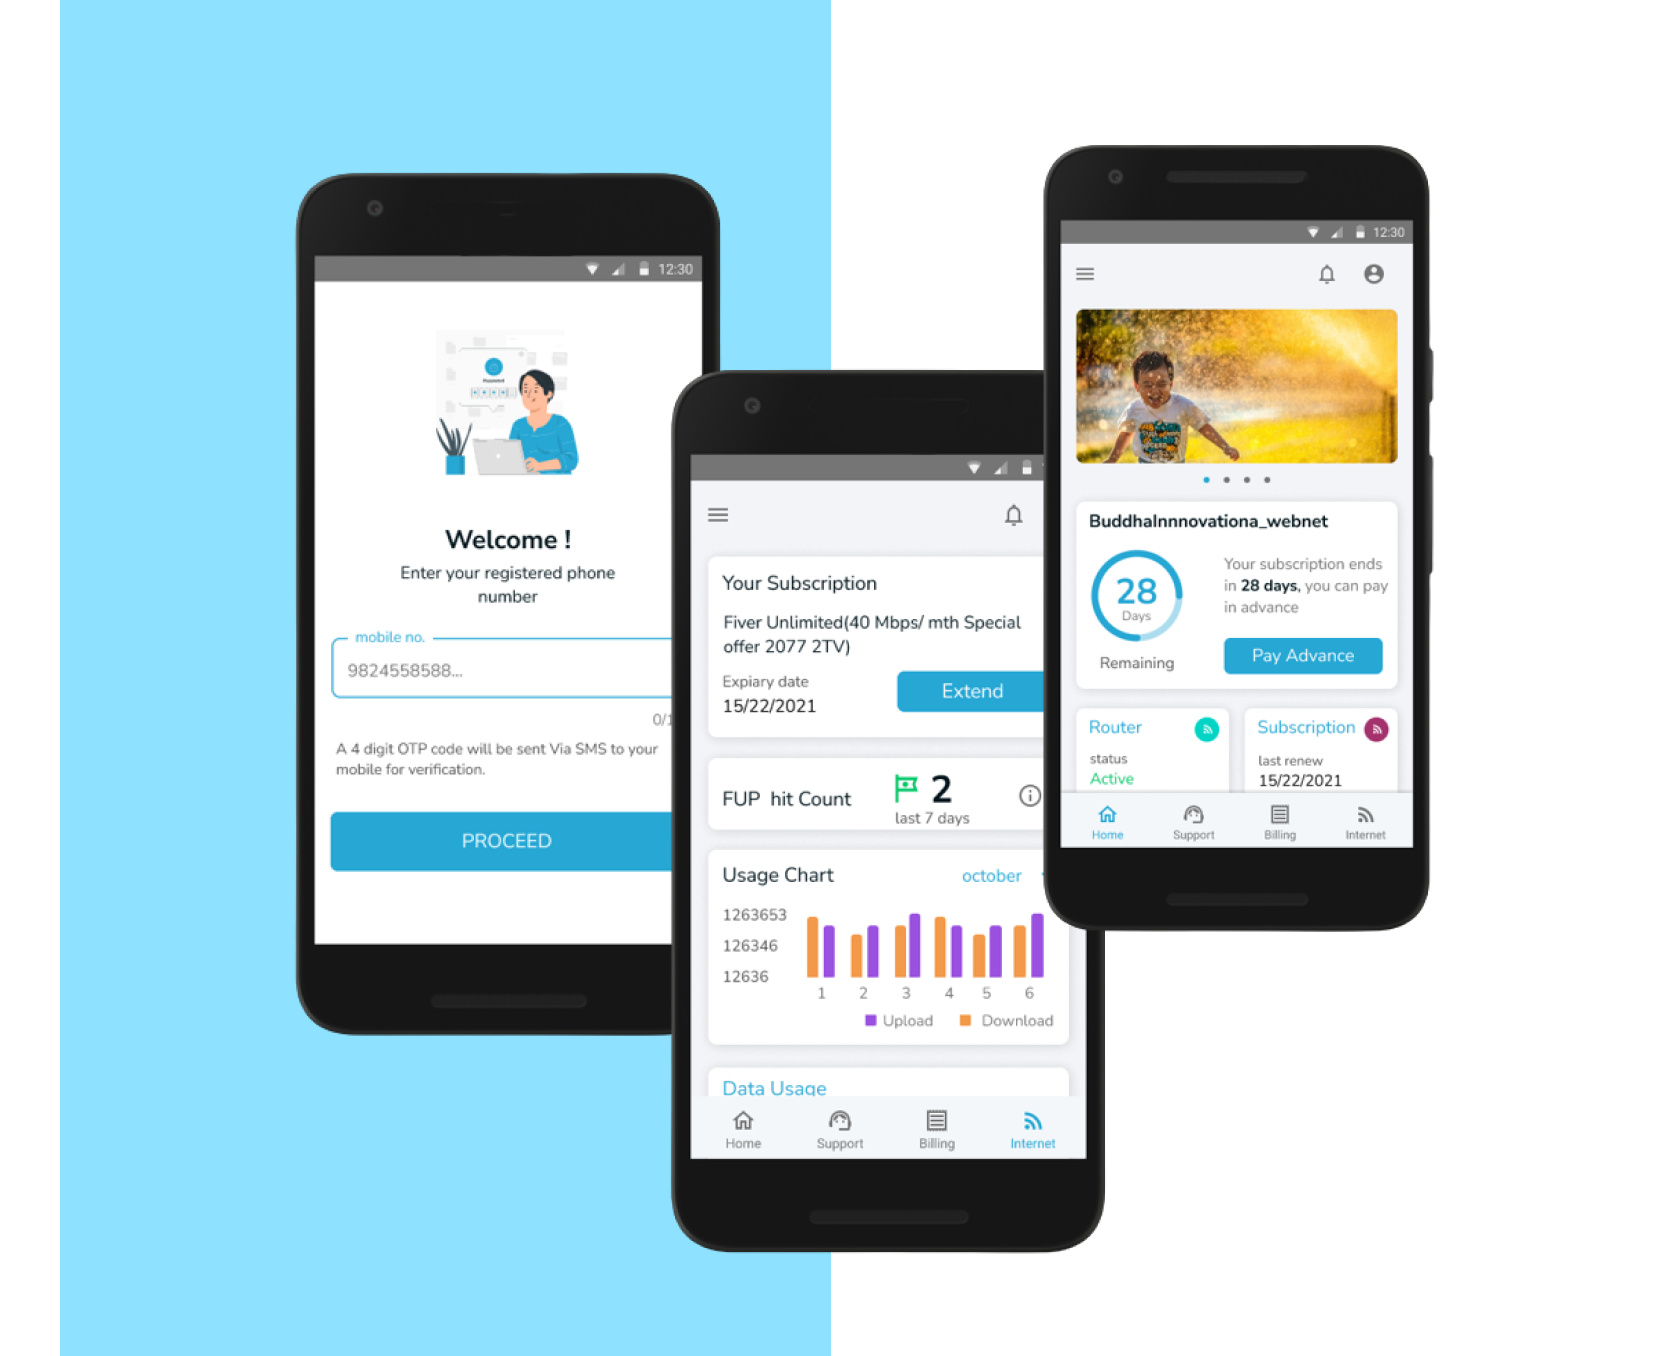 12:30
Password
Welcome !
Enter your registered phone
number
mobile no.
9824558588...
0/1
A 4 digit OTP code will be sent Via SMS to your
mobile for verification.
PROCEED
Your Subscription
Fiver Unlimited(40 Mbps/ mth Special
offer 2077 2TV)
Expiary date
15/22/2021
Extend
FUP hit Count
2
last 7 days
Usage Chart
october
1263653
126346
12636
1 2 3 4 5 6
Upload Download
Data Usage
Home Support Billing Internet
12:30
BuddhaInnnovationa_webnet
28
Days
Remaining
Your subscription ends
in 28 days, you can pay
in advance
Pay Advance
Router
status
Active
Subscription
last renew
15/22/2021
Home Support Billing Internet